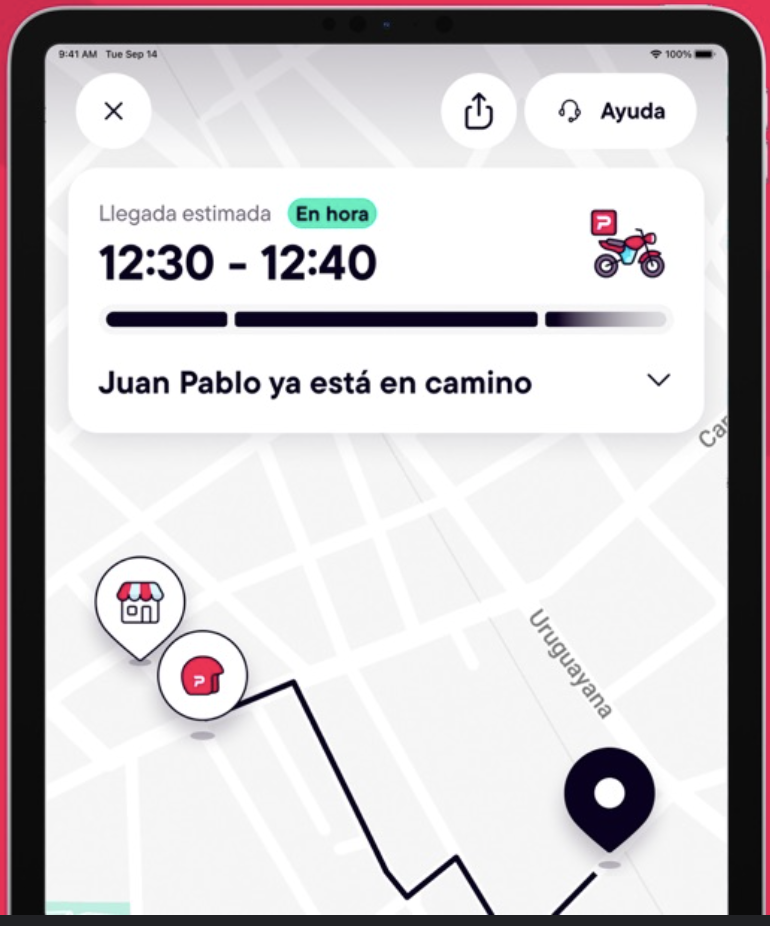 9:41 AM Tue Sep 14
100%
Ayuda
Llegada estimada
En hora
12:30 - 12:40
Juan Pablo ya está en camino
Uruguayana